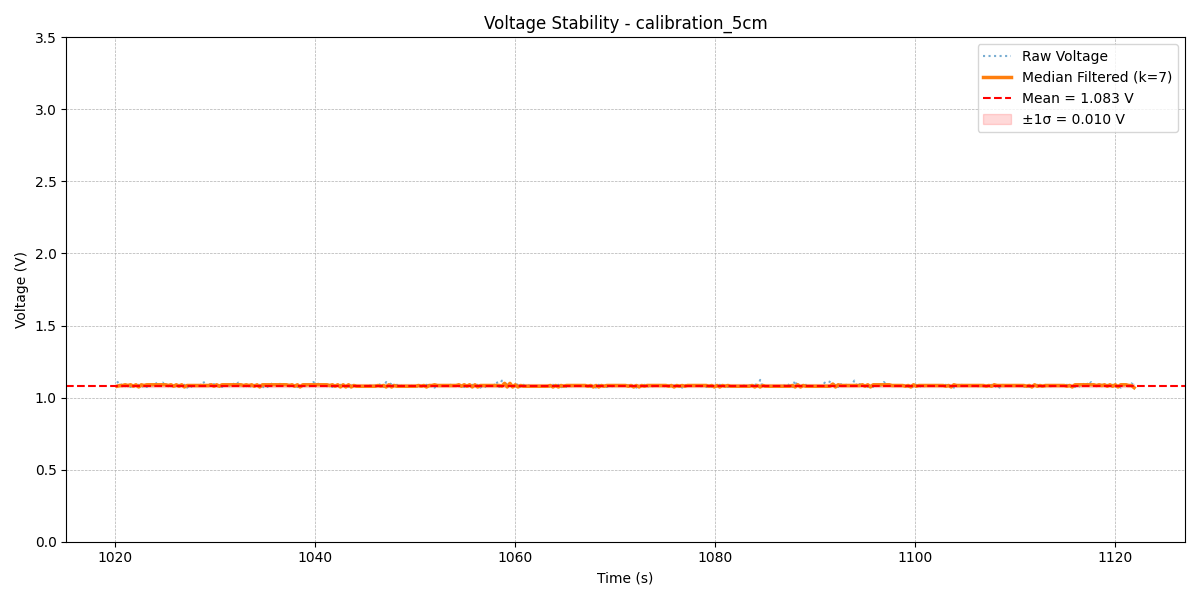 Voltage Stability - calibration_5cm
Raw Voltage
Median Filtered (k=7)
Mean = 1.083 V
±1σ = 0.010 V
Voltage (V)
3.5
3.0
2.5
2.0
1.5
1.0
0.5
0.0
1020 1040 1060 1080 1100 1120
Time (s)